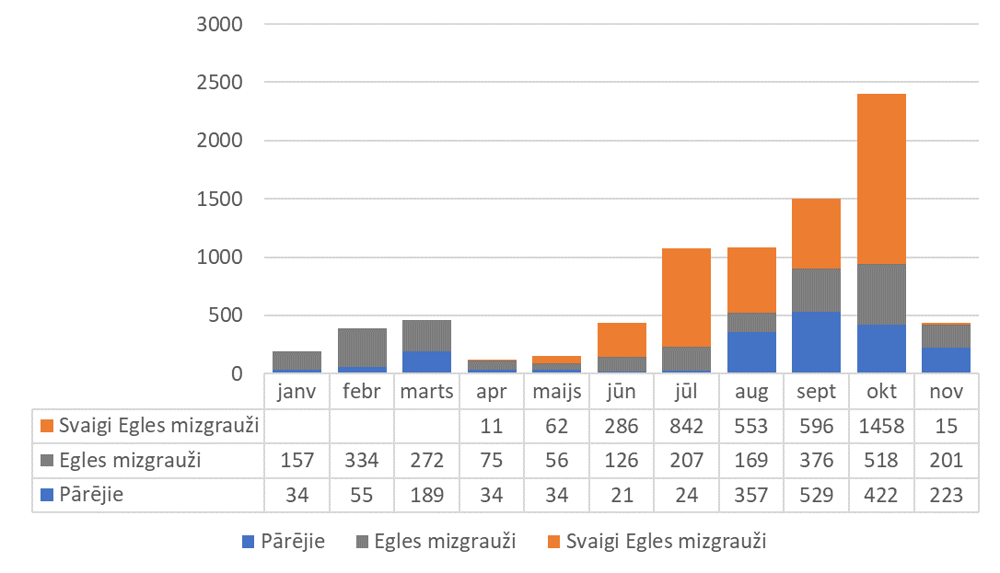 3000
2500
2000
1500
1000
500
0
janv febr marts apr maijs jūn jūl aug sept okt nov
Svaigi Egles mizgrauži 11 62 286 842 553 596 1458 15
Egles mizgrauži 157 334 272 75 56 126 207 169 376 518 201
Pārējie 34 55 189 34 34 21 24 357 529 422 223
Pārējie Egles mizgrauži Svaigi Egles mizgrauži